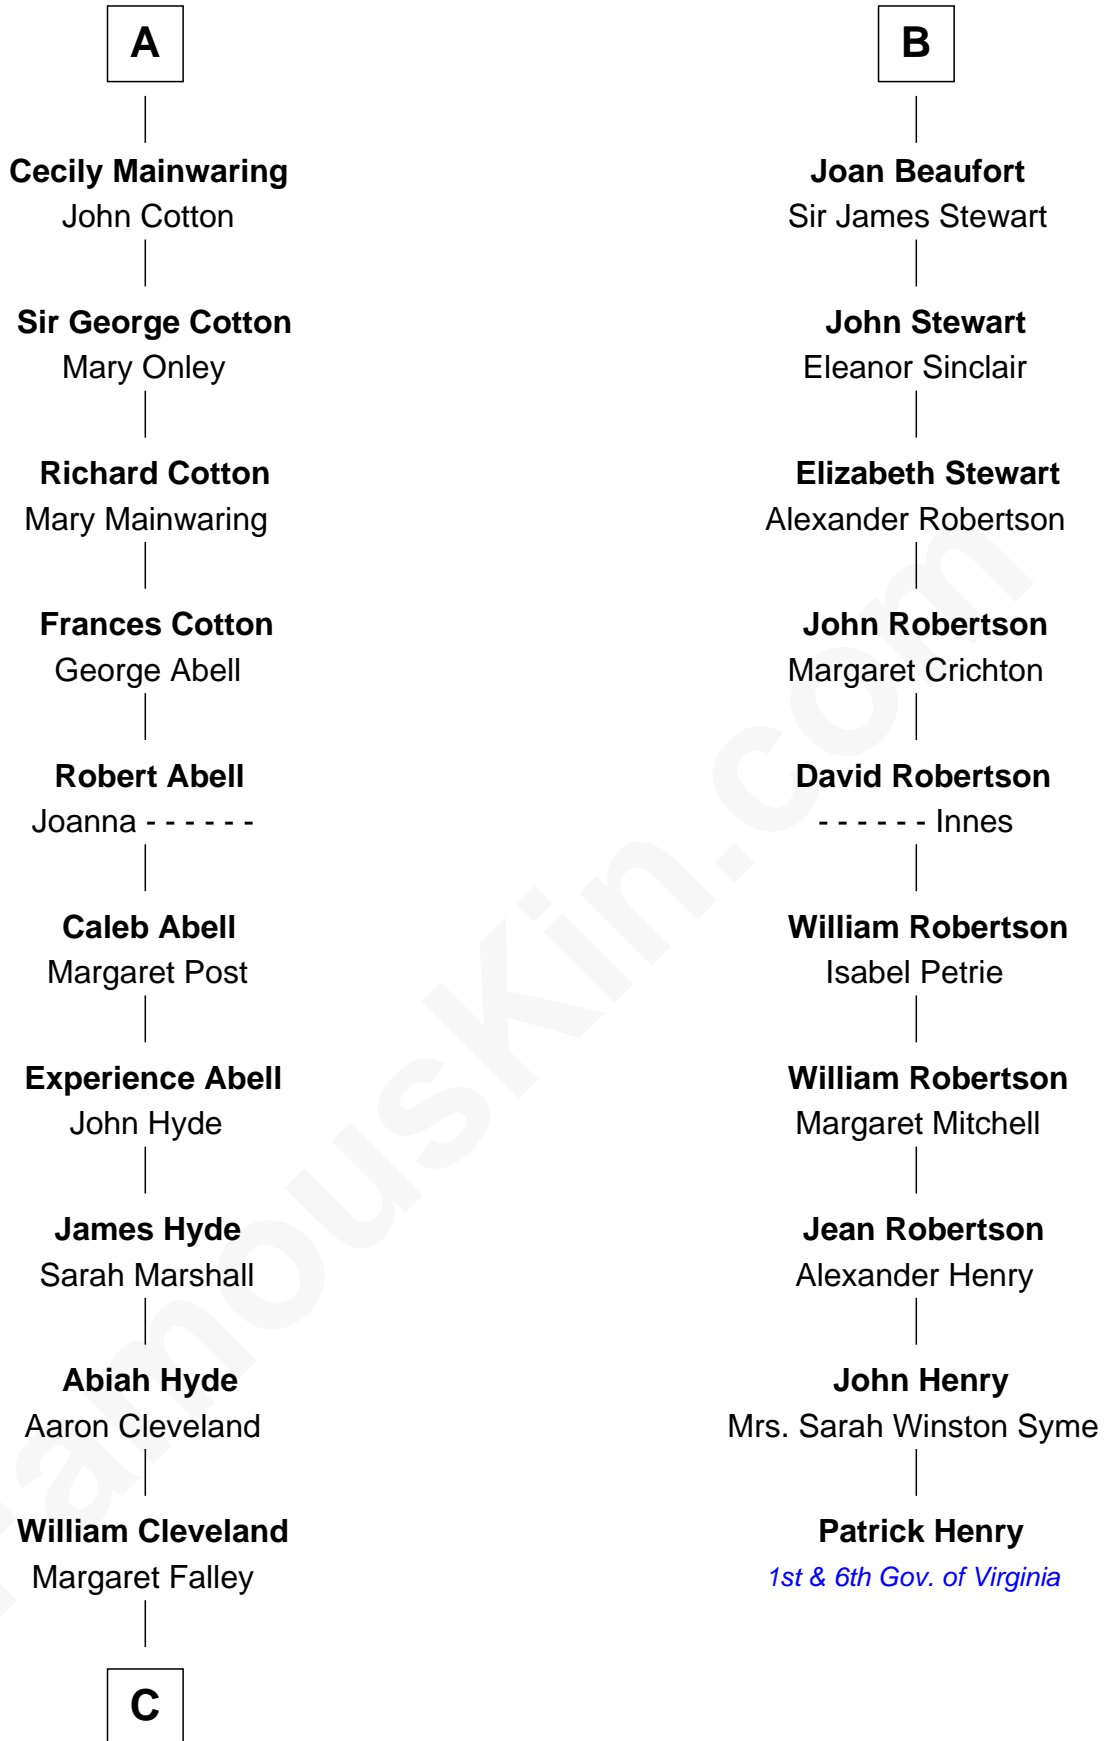 A
Cecily Mainwaring
John Cotton
Sir George Cotton
Mary Onley
Richard Cotton
Mary Mainwaring
Frances Cotton
George Abell
Robert Abell
Joanna - - - - - -
Caleb Abell
Margaret Post
Experience Abell
John Hyde
James Hyde
Sarah Marshall
Abiah Hyde
Aaron Cleveland
William Cleveland
Margaret Falley
C
B
Joan Beaufort
Sir James Stewart
John Stewart
Eleanor Sinclair
Elizabeth Stewart
Alexander Robertson
John Robertson
Margaret Crichton
David Robertson
- - - - - - Innes
William Robertson
Isabel Petrie
William Robertson
Margaret Mitchell
Jean Robertson
Alexander Henry
John Henry
Mrs. Sarah Winston Syme
Patrick Henry
1st & 6th Gov. of Virginia
FamousKin.com